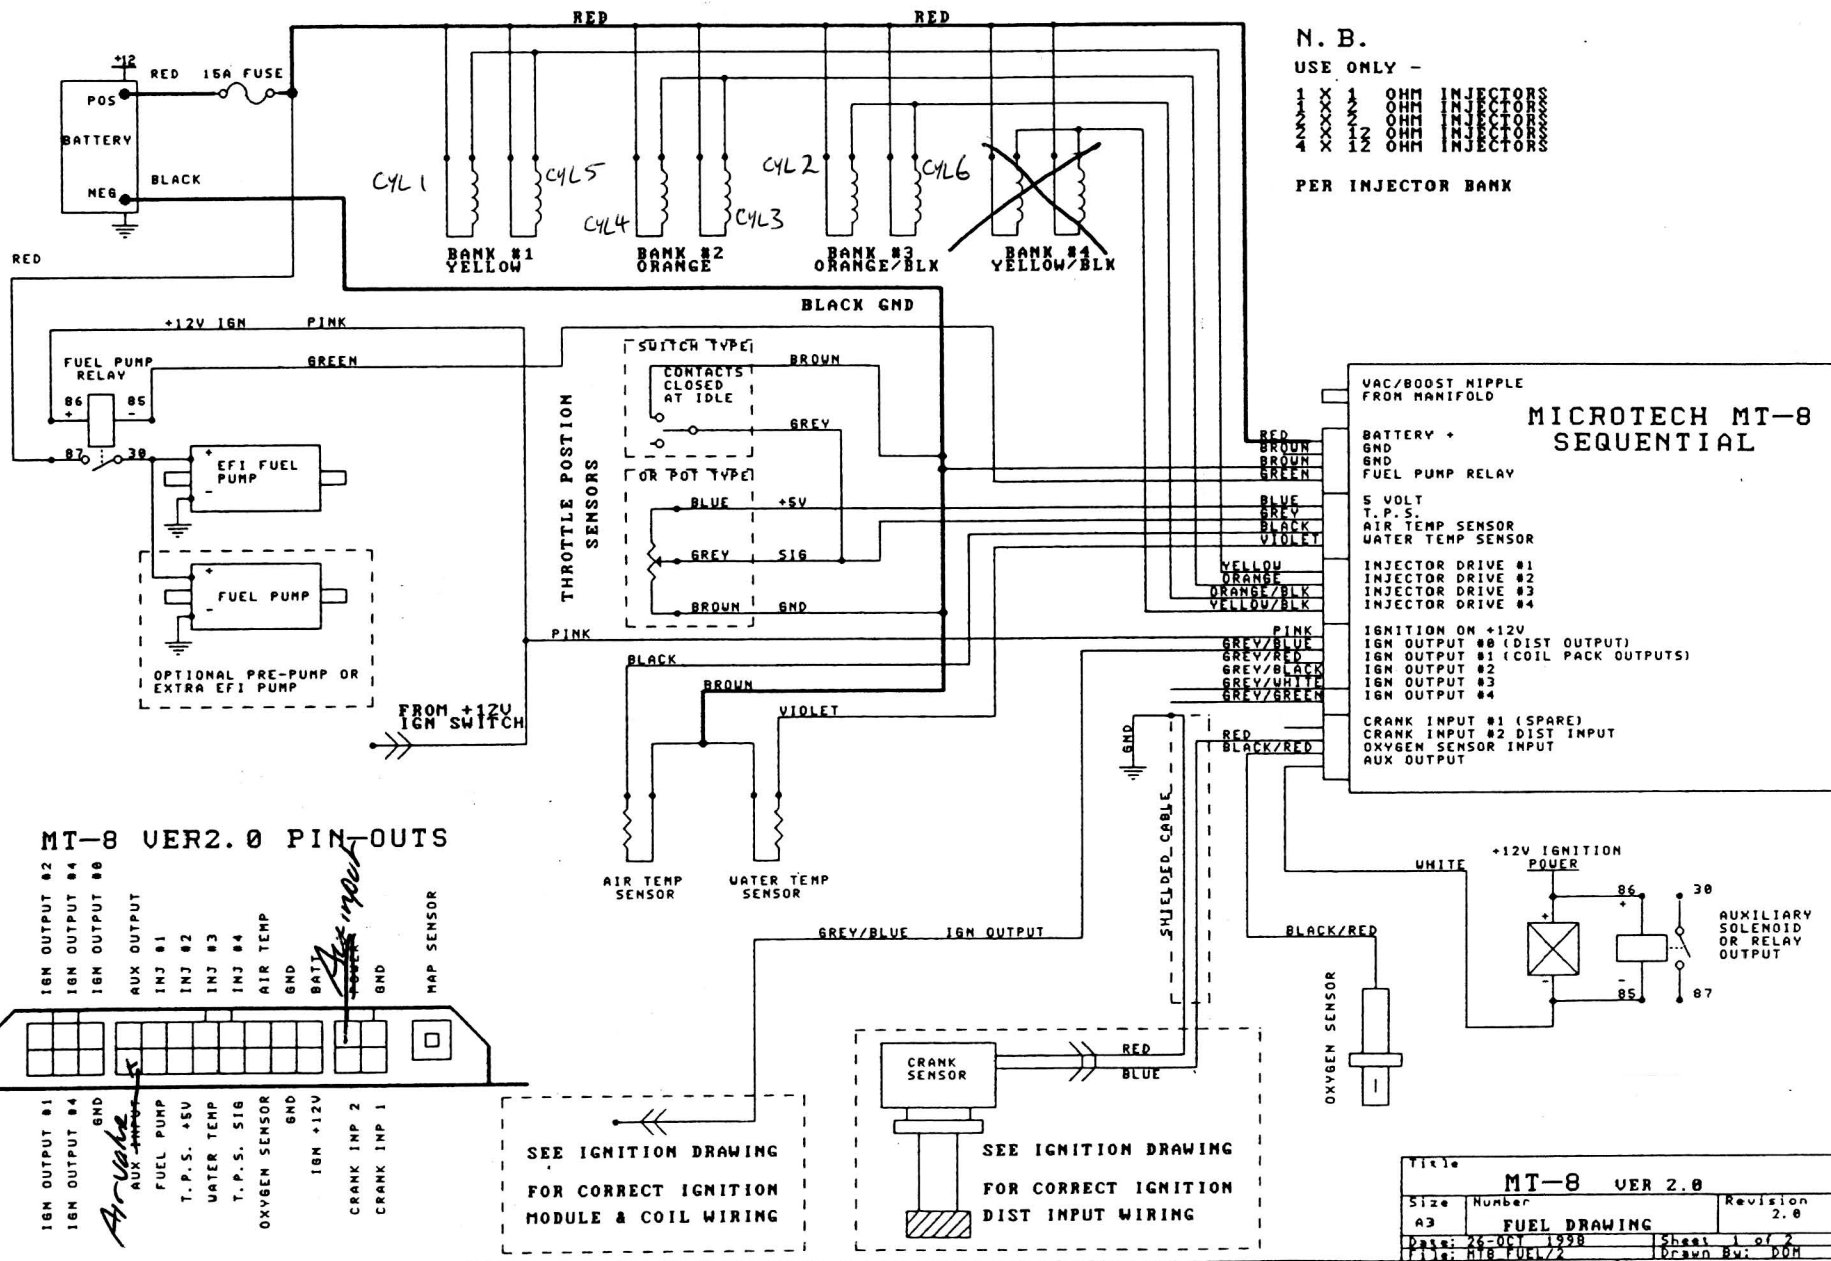 RED RED
N. B.
USE ONLY -
1 X 1 OHM INJECTORS
1 X 2 OHM INJECTORS
2 X 2 OHM INJECTORS
2 X 12 OHM INJECTORS
4 X 12 OHM INJECTORS
PER INJECTOR BANK
+12
RED 15A FUSE
POS
BATTERY
NEG
BLACK
CYL 1
CYL5
CYL4
CYL3
CYL2
CYL6
BANK #1
YELLOW
BANK #2
ORANGE
BANK #3
ORANGE/BLK
BANK #4
YELLOW/BLK
RED
BLACK GND
+12V IGN PINK
GREEN
FUEL PUMP
RELAY
86 85
+ -
87 30
+
EFI FUEL
PUMP
-
+
FUEL PUMP
-
OPTIONAL PRE-PUMP OR
EXTRA EFI PUMP
FROM +12V
IGN SWITCH
THROTTLE POSTION
SENSORS
SWITCH TYPE
CONTACTS
CLOSED
AT IDLE
BROWN
GREY
OR POT TYPE
BLUE +5V
GREY SIG
BROWN GND
PINK
BLACK
BROWN
VIOLET
AIR TEMP
SENSOR
WATER TEMP
SENSOR
MICROTECH MT-8
SEQUENTIAL
VAC/BOOST NIPPLE
FROM MANIFOLD
RED BATTERY +
BROWN GND
BROWN GND
GREEN FUEL PUMP RELAY
BLUE 5 VOLT
GREY T.P.S.
BLACK AIR TEMP SENSOR
VIOLET WATER TEMP SENSOR
YELLOW INJECTOR DRIVE #1
ORANGE INJECTOR DRIVE #2
ORANGE/BLK INJECTOR DRIVE #3
YELLOW/BLK INJECTOR DRIVE #4
PINK IGNITION ON +12V
GREY/BLUE IGN OUTPUT #0 (DIST OUTPUT)
GREY/RED IGN OUTPUT #1 (COIL PACK OUTPUTS)
GREY/BLACK IGN OUTPUT #2
GREY/WHITE IGN OUTPUT #3
GREY/GREEN IGN OUTPUT #4
CRANK INPUT #1 (SPARE)
RED CRANK INPUT #2 DIST INPUT
BLACK/RED OXYGEN SENSOR INPUT
AUX OUTPUT
GND
SHIELDED CABLE
WHITE
+12V IGNITION
POWER
+
-
86
+
-
85
30
87
AUXILIARY
SOLENOID
OR RELAY
OUTPUT
BLACK/RED
OXYGEN SENSOR
GREY/BLUE IGN OUTPUT
MT-8 VER2.0 PIN-OUTS
IGN OUTPUT #2
IGN OUTPUT #4
IGN OUTPUT #0
AUX OUTPUT
INJ #1
INJ #2
INJ #3
INJ #4
AIR TEMP
GND
BATT
POWER
Aux input
GND
MAP SENSOR
IGN OUTPUT #1
IGN OUTPUT #4
GND
Air valve
AUX INPUT
FUEL PUMP
T.P.S. +5V
WATER TEMP
T.P.S. SIG
OXYGEN SENSOR
GND
IGN +12V
CRANK INP 2
CRANK INP 1
SEE IGNITION DRAWING
FOR CORRECT IGNITION
MODULE & COIL WIRING
CRANK
SENSOR
RED
BLUE
SEE IGNITION DRAWING
FOR CORRECT IGNITION
DIST INPUT WIRING
Title
MT-8 VER 2.0
Size Number Revision
A3 FUEL DRAWING 2.0
Date: 26-OCT 1998 Sheet 1 of 2
File: MT8 FUEL/2 Drawn By: DOM